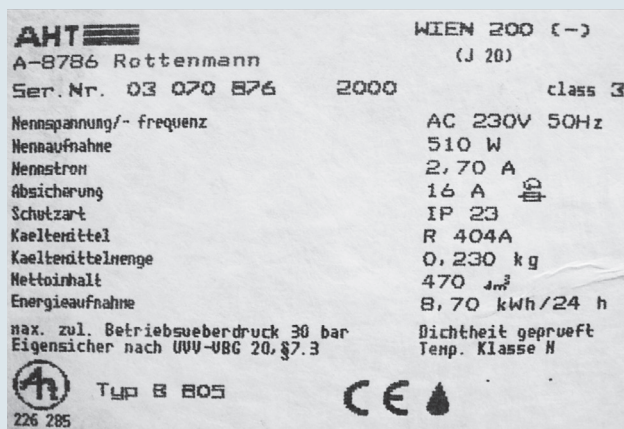 AHT
WIEN 200 (-)
A-8786 Rottenmann
(J 20)
Ser.Nr. 03 070 876 2000 class 3
Nennspannung/- frequenz AC 230V 50Hz
Nennaufnahme 510 W
Nennstrom 2,70 A
Absicherung 16 A
Schutzart IP 23
Kaeltemittel R 404A
Kaeltemittelmenge 0,230 kg
Nettoinhalt 470 dm³
Energieaufnahme 8,70 kWh/24 h
max. zul. Betriebsueberdruck 30 bar Dichtheit geprueft
Eigensicher nach UVV-VBG 20,§7.3 Temp. Klasse N
Typ B 805 CE
226 285